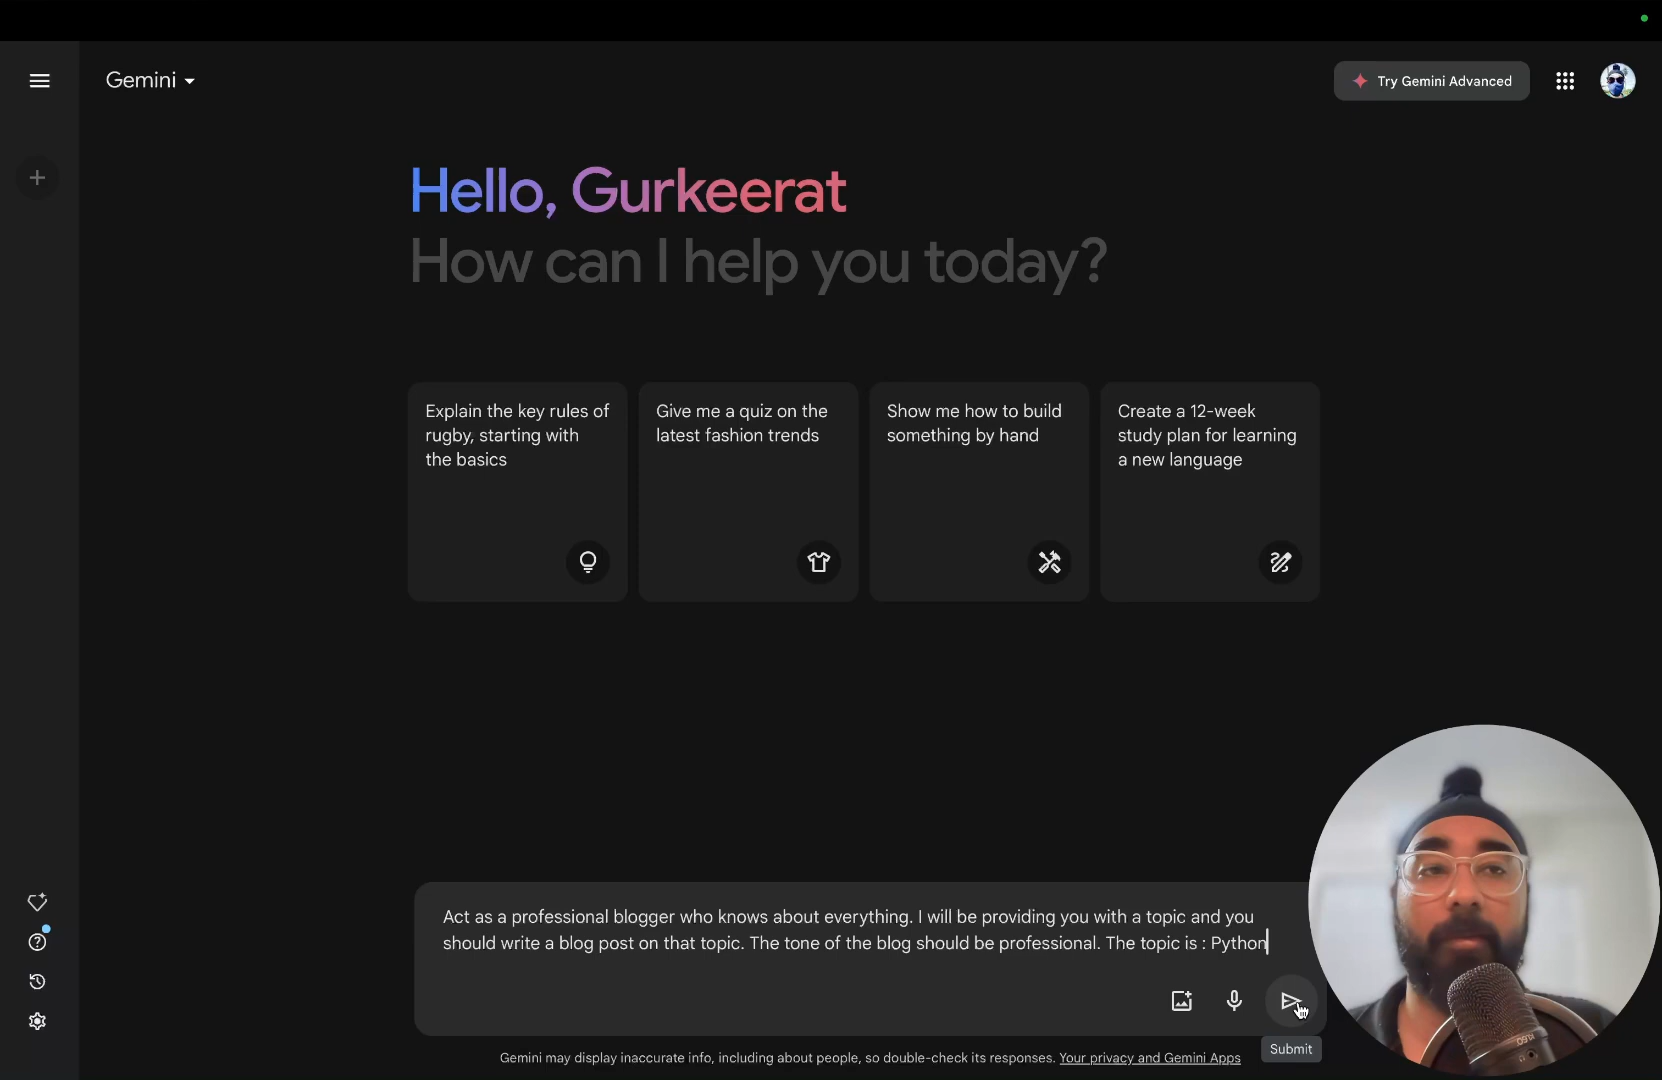 Gemini
Try Gemini Advanced
Hello, Gurkeerat
How can I help you today?
Explain the key rules of
rugby, starting with
the basics
Give me a quiz on the
latest fashion trends
Show me how to build
something by hand
Create a 12-week
study plan for learning
a new language
Act as a professional blogger who knows about everything. I will be providing you with a topic and you
should write a blog post on that topic. The tone of the blog should be professional. The topic is : Python
Submit
Gemini may display inaccurate info, including about people, so double-check its responses. Your privacy and Gemini Apps